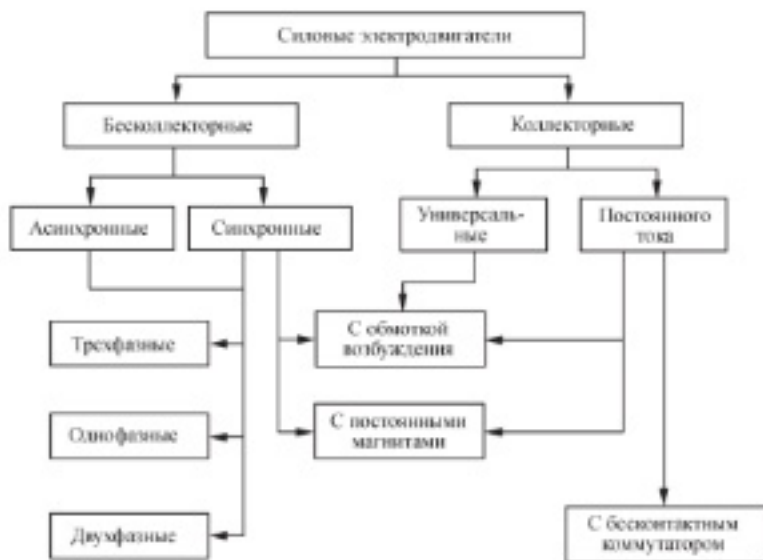 Силовые электродвигатели
Бесколлекторные
Коллекторные
Асинхронные
Синхронные
Универсаль-
ные
Постоянного
тока
С обмоткой
возбуждения
Трехфазные
С постоянными
магнитами
Однофазные
С бесконтактным
коммутатором
Двухфазные